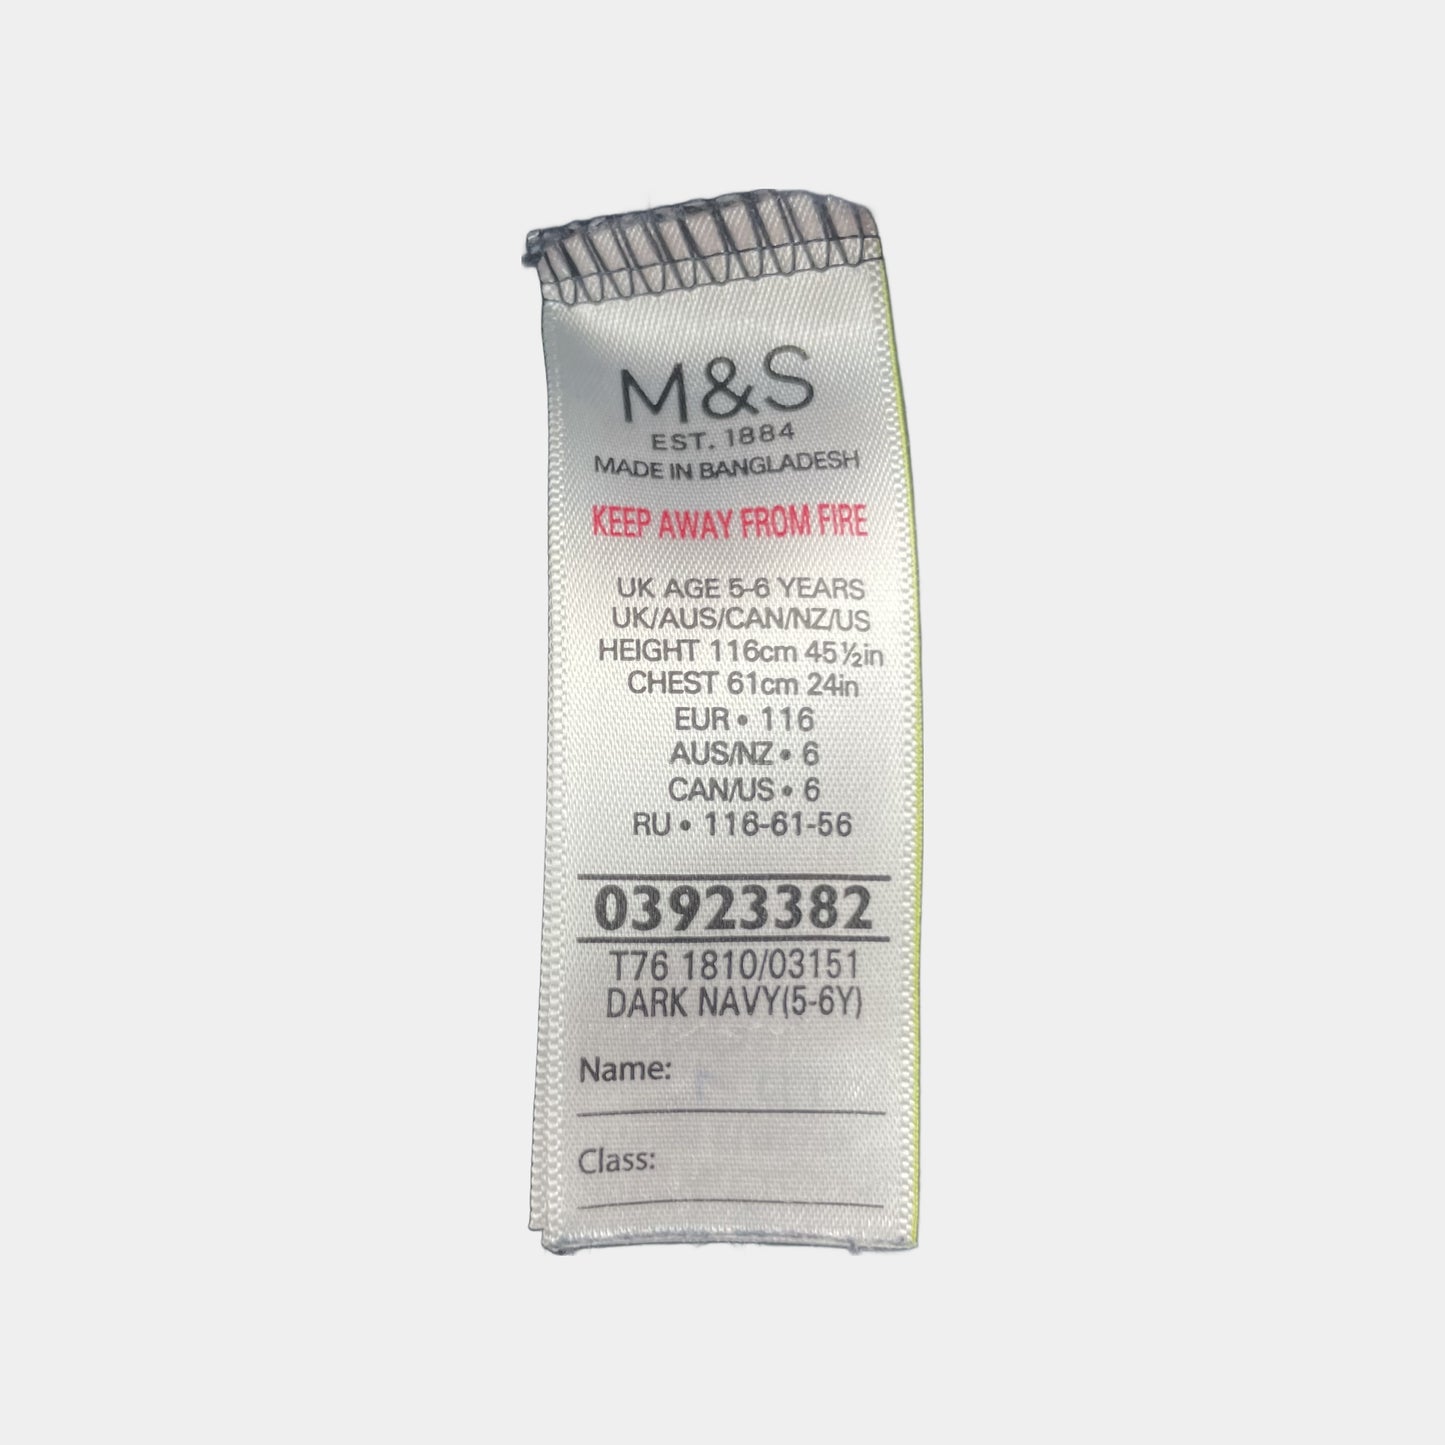 M&S
EST. 1884
MADE IN BANGLADESH
KEEP AWAY FROM FIRE
UK AGE 5-6 YEARS
UK/AUS/CAN/NZ/US
HEIGHT 116cm 45½in
CHEST 61cm 24in
EUR • 116
AUS/NZ • 6
CAN/US • 6
RU • 116-61-56
03923382
T76 1810/03151
DARK NAVY(5-6Y)
Name:
Class: